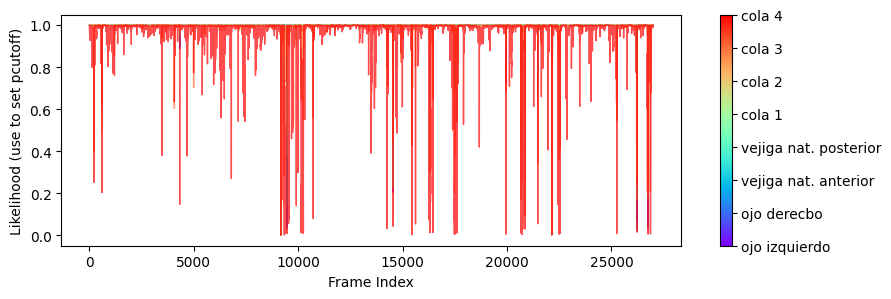 Likelihood (use to set pcutoff)
1.0
0.8
0.6
0.4
0.2
0.0
0 5000 10000 15000 20000 25000
Frame Index
cola 4
cola 3
cola 2
cola 1
vejiga nat. posterior
vejiga nat. anterior
ojo derecbo
ojo izquierdo